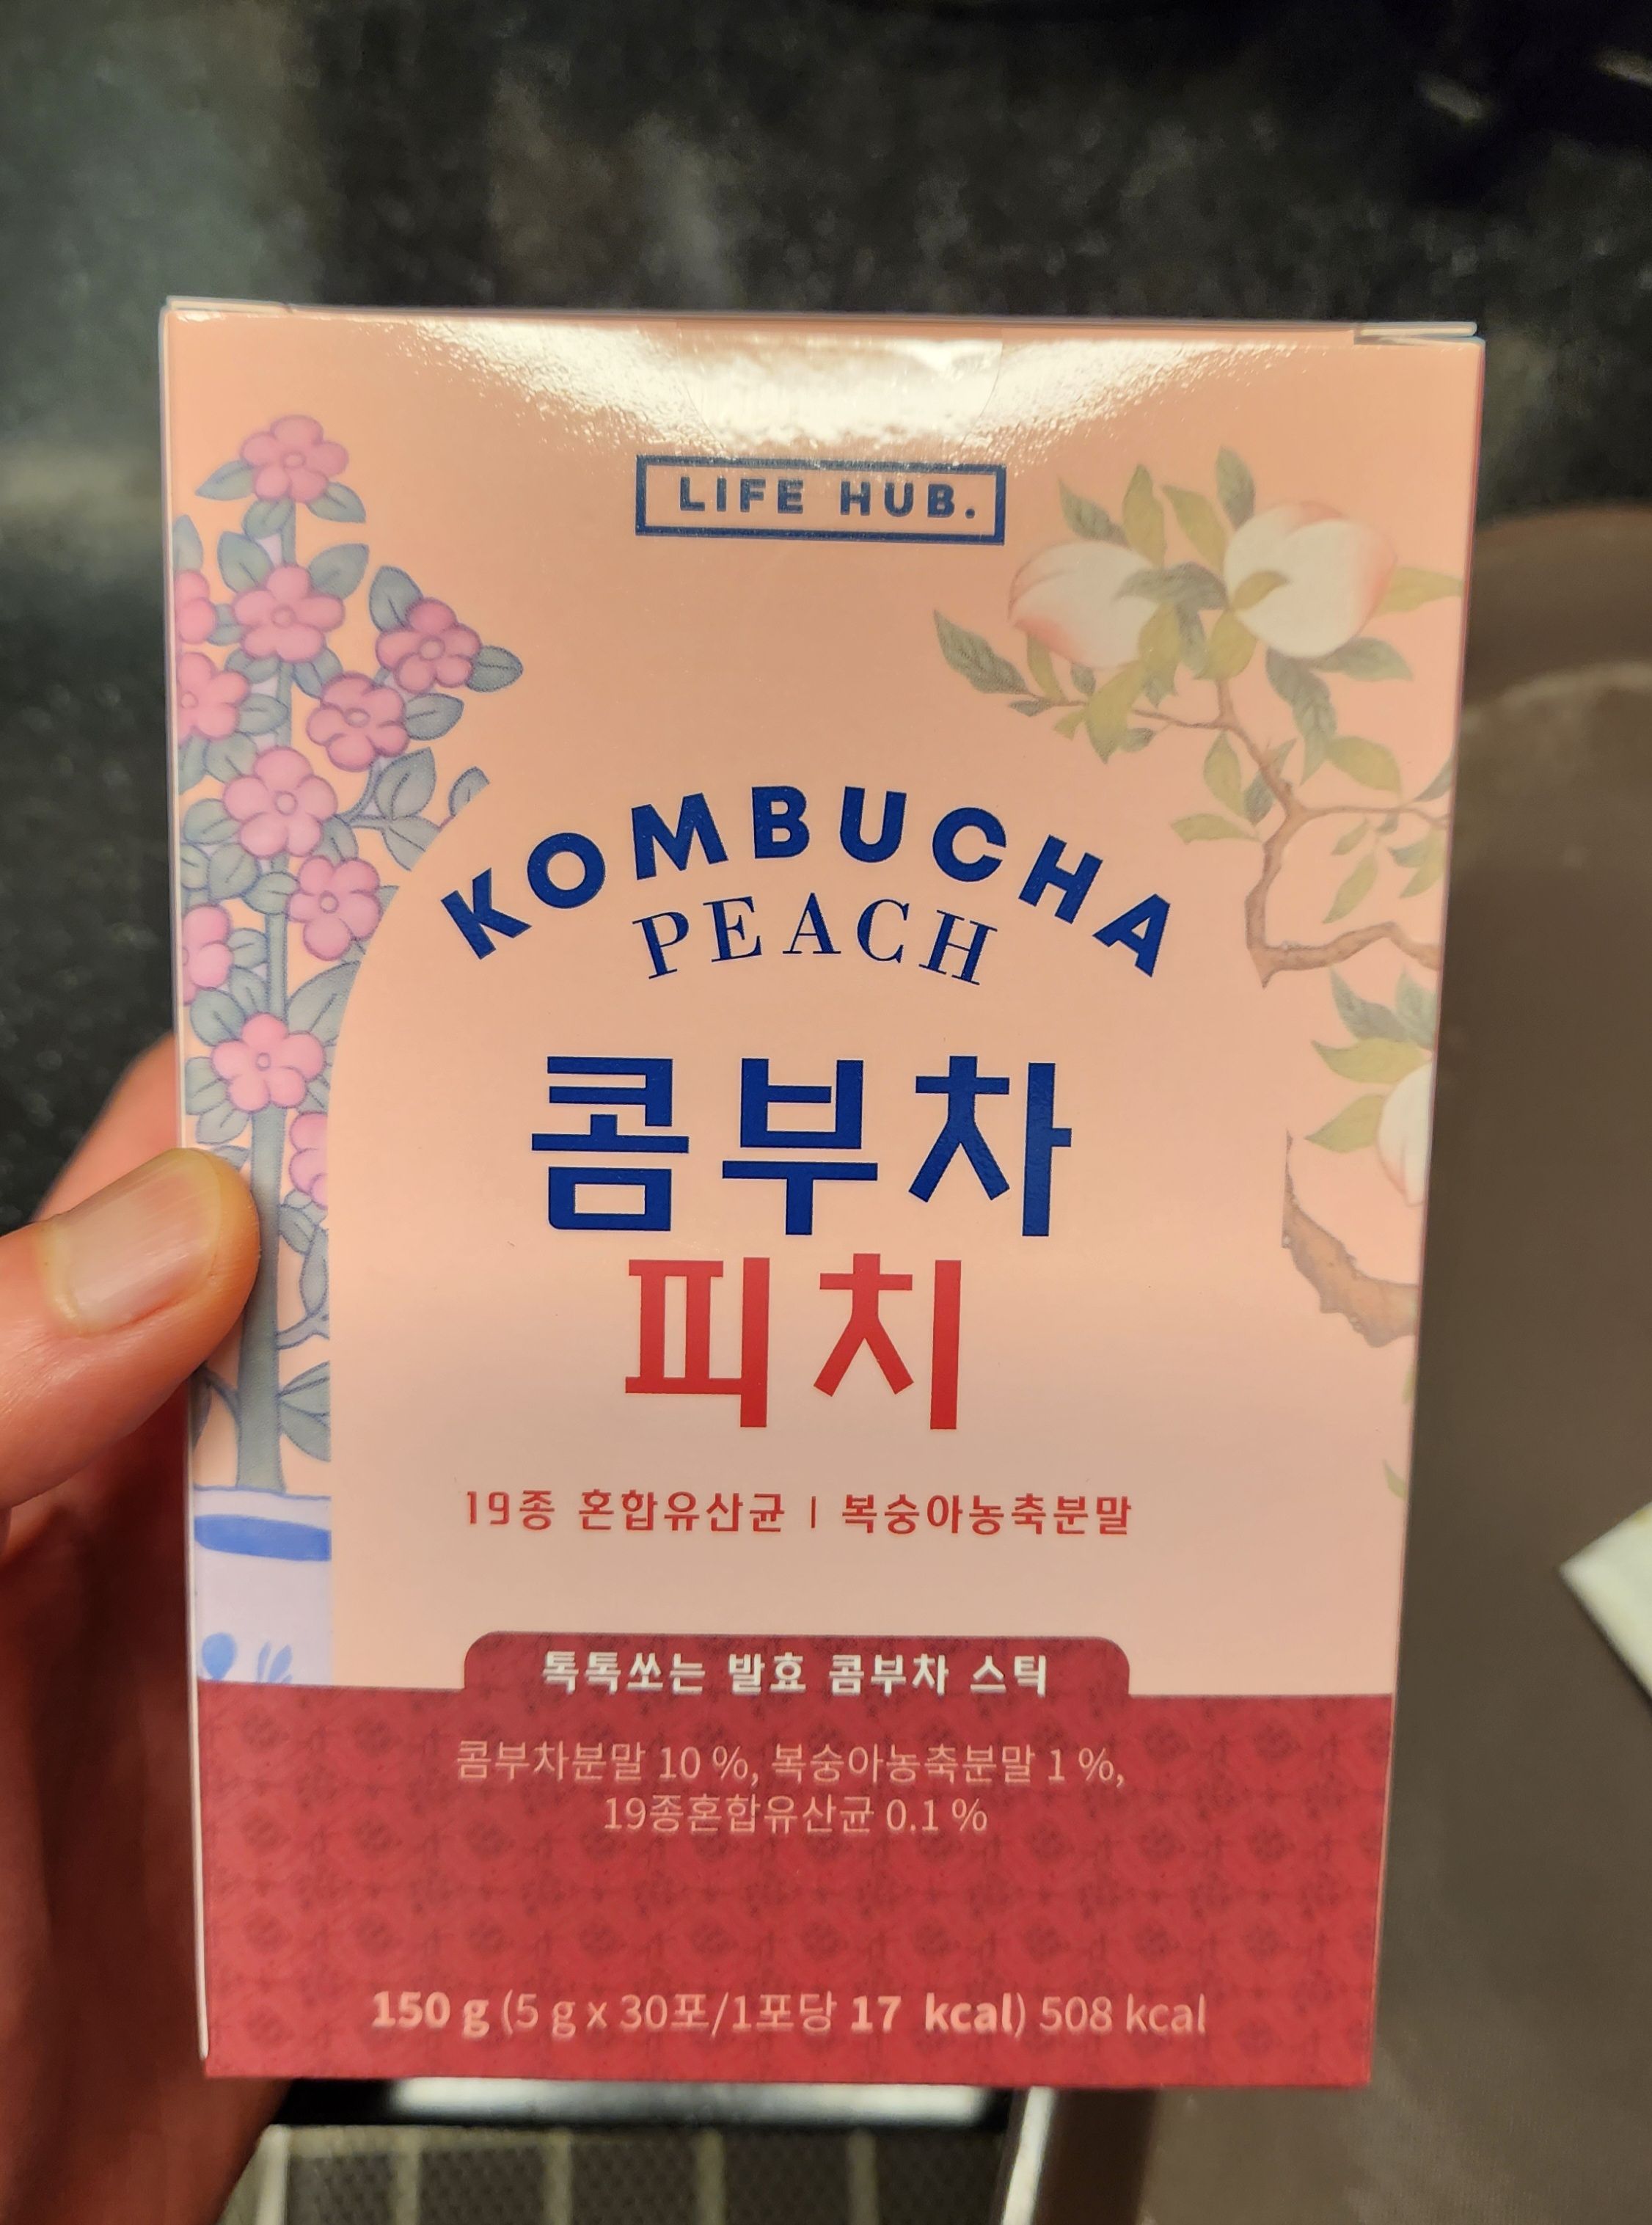 LIFE HUB.
KOMBUCHA
PEACH
콤부차
피치
19종 혼합유산균 | 복숭아농축분말
톡톡쏘는 발효 콤부차 스틱
콤부차분말 10 %, 복숭아농축분말 1 %,
19종혼합유산균 0.1 %
150 g (5 g x 30포/1포당 17 kcal) 508 kcal